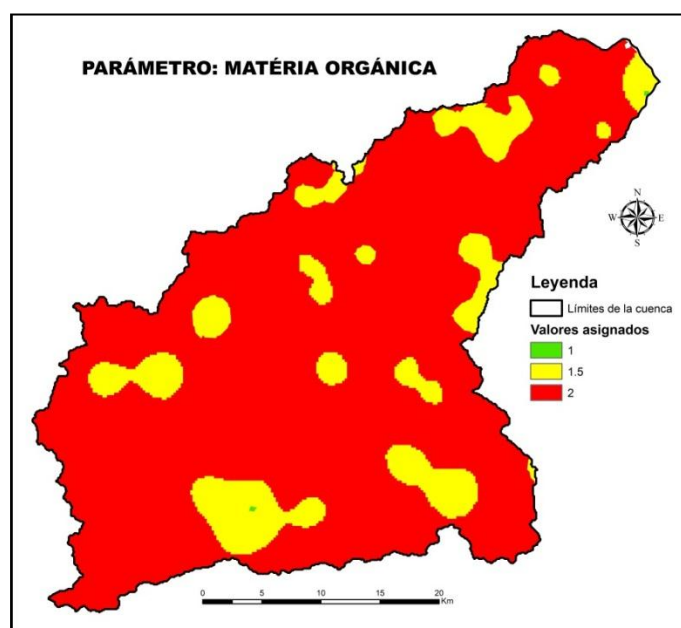 PARÁMETRO: MATÉRIA ORGÁNICA
N
W E
S
Leyenda
Límites de la cuenca
Valores asignados
1
1.5
2
0 5 10 15 20
Km